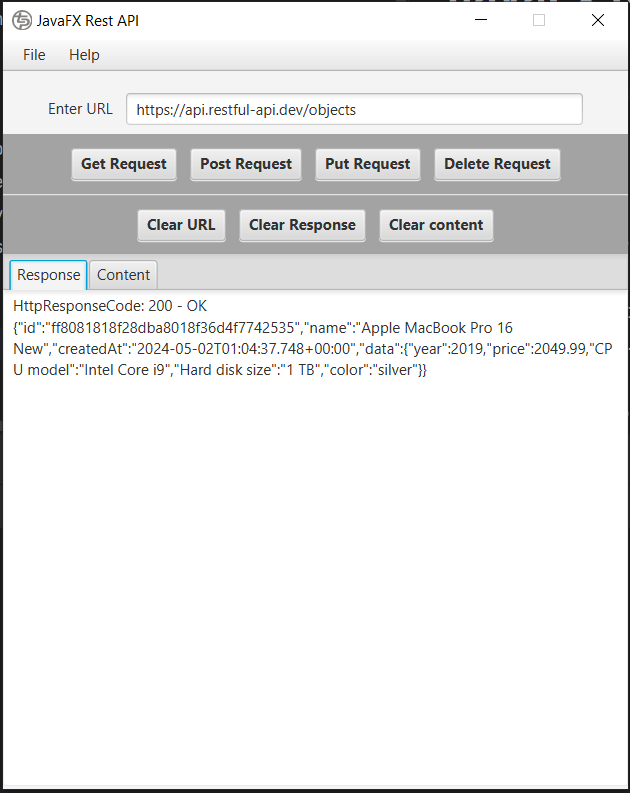 JavaFX Rest API
File Help
Enter URL https://api.restful-api.dev/objects
Get Request Post Request Put Request Delete Request
Clear URL Clear Response Clear content
Response Content
HttpResponseCode: 200 - OK
{"id":"ff8081818f28dba8018f36d4f7742535","name":"Apple MacBook Pro 16
New","createdAt":"2024-05-02T01:04:37.748+00:00","data":{"year":2019,"price":2049.99,"CP
U model":"Intel Core i9","Hard disk size":"1 TB","color":"silver"}}